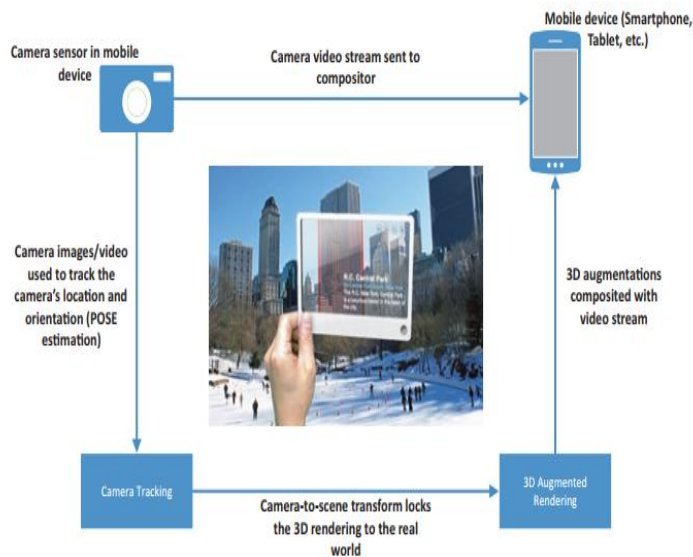 Mobile device (Smartphone,
Tablet, etc.)
Camera sensor in mobile
device
Camera video stream sent to
compositor
Camera images/video
used to track the
camera's location and
orientation (POSE
estimation)
3D augmentations
composited with
video stream
Central Park
Camera Tracking
3D Augmented
Rendering
Camera-to-scene transform locks
the 3D rendering to the real
world